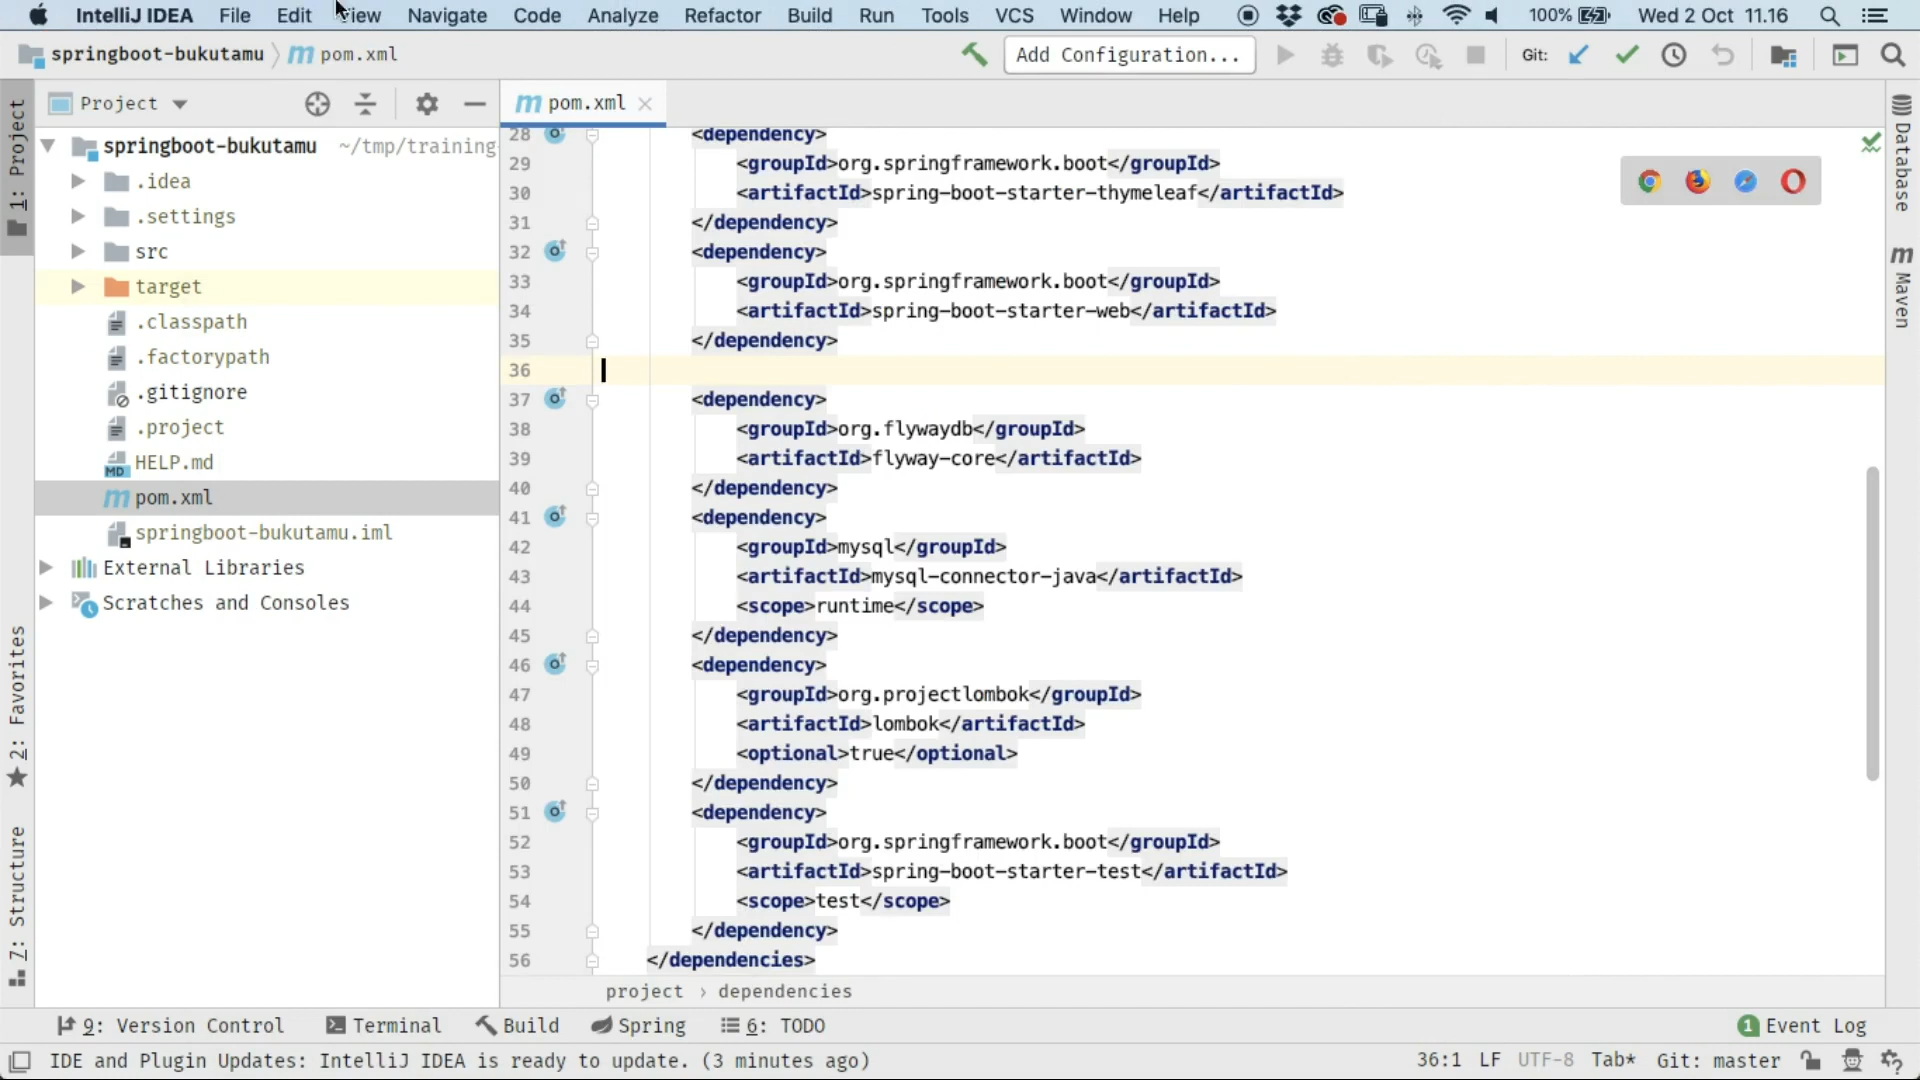 IntelliJ IDEA File Edit View Navigate Code Analyze Refactor Build Run Tools VCS Window Help 100% Wed 2 Oct 11.16
springboot-bukutamu pom.xml Add Configuration... Git:
Project
pom.xml
1: Project
2: Favorites
7: Structure
springboot-bukutamu ~/tmp/training-
.idea
.settings
src
target
.classpath
.factorypath
.gitignore
.project
MD HELP.md
pom.xml
springboot-bukutamu.iml
External Libraries
Scratches and Consoles
28 <dependency>
29 <groupId>org.springframework.boot</groupId>
30 <artifactId>spring-boot-starter-thymeleaf</artifactId>
31 </dependency>
32 <dependency>
33 <groupId>org.springframework.boot</groupId>
34 <artifactId>spring-boot-starter-web</artifactId>
35 </dependency>
36
37 <dependency>
38 <groupId>org.flywaydb</groupId>
39 <artifactId>flyway-core</artifactId>
40 </dependency>
41 <dependency>
42 <groupId>mysql</groupId>
43 <artifactId>mysql-connector-java</artifactId>
44 <scope>runtime</scope>
45 </dependency>
46 <dependency>
47 <groupId>org.projectlombok</groupId>
48 <artifactId>lombok</artifactId>
49 <optional>true</optional>
50 </dependency>
51 <dependency>
52 <groupId>org.springframework.boot</groupId>
53 <artifactId>spring-boot-starter-test</artifactId>
54 <scope>test</scope>
55 </dependency>
56 </dependencies>
project › dependencies
Database
Maven
9: Version Control Terminal Build Spring 6: TODO 1 Event Log
IDE and Plugin Updates: IntelliJ IDEA is ready to update. (3 minutes ago) 36:1 LF UTF-8 Tab* Git: master